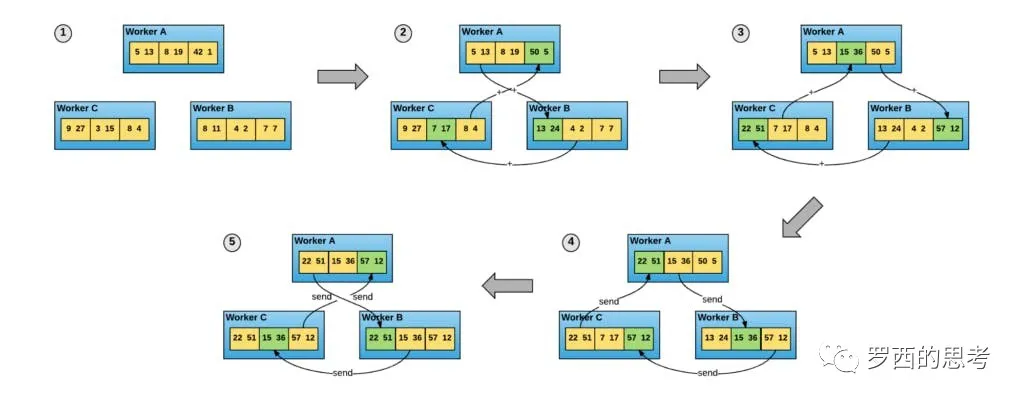 1
Worker A
5 13 8 19 42 1
Worker C
9 27 3 15 8 4
Worker B
8 11 4 2 7 7
2
Worker A
5 13 8 19 50 5
+ +
Worker C
9 27 7 17 8 4
Worker B
13 24 4 2 7 7
+
3
Worker A
5 13 15 36 50 5
+ +
Worker C
22 51 7 17 8 4
Worker B
13 24 4 2 57 12
+
4
Worker A
22 51 15 36 50 5
send send
Worker C
22 51 7 17 57 12
Worker B
13 24 15 36 57 12
send
5
Worker A
22 51 15 36 57 12
send send
Worker C
22 51 15 36 57 12
Worker B
22 51 15 36 57 12
send
罗西的思考